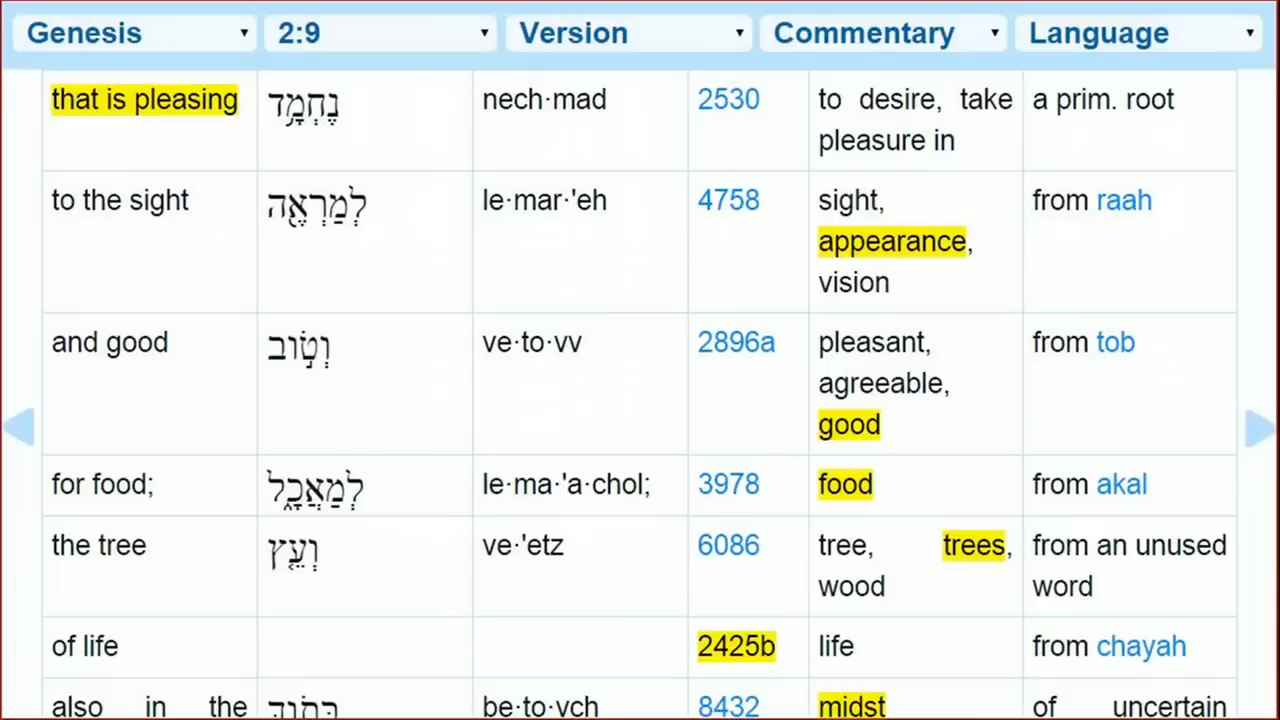 Genesis ▾ 2:9 ▾ Version ▾ Commentary ▾ Language ▾
that is pleasing נֶחְמָ֥ד nech·mad 2530 to desire, take a prim. root
pleasure in
to the sight לְמַרְאֶ֖ה le·mar·'eh 4758 sight, from raah
appearance,
vision
and good וְט֣וֹב ve·to·vv 2896a pleasant, from tob
agreeable,
good
for food; לְמַאֲכָ֑ל le·ma·'a·chol; 3978 food from akal
the tree וְעֵ֤ץ ve·'etz 6086 tree, trees, from an unused
wood word
of life 2425b life from chayah
also in the בְּת֣וֹךְ be·to·vch 8432 midst of uncertain